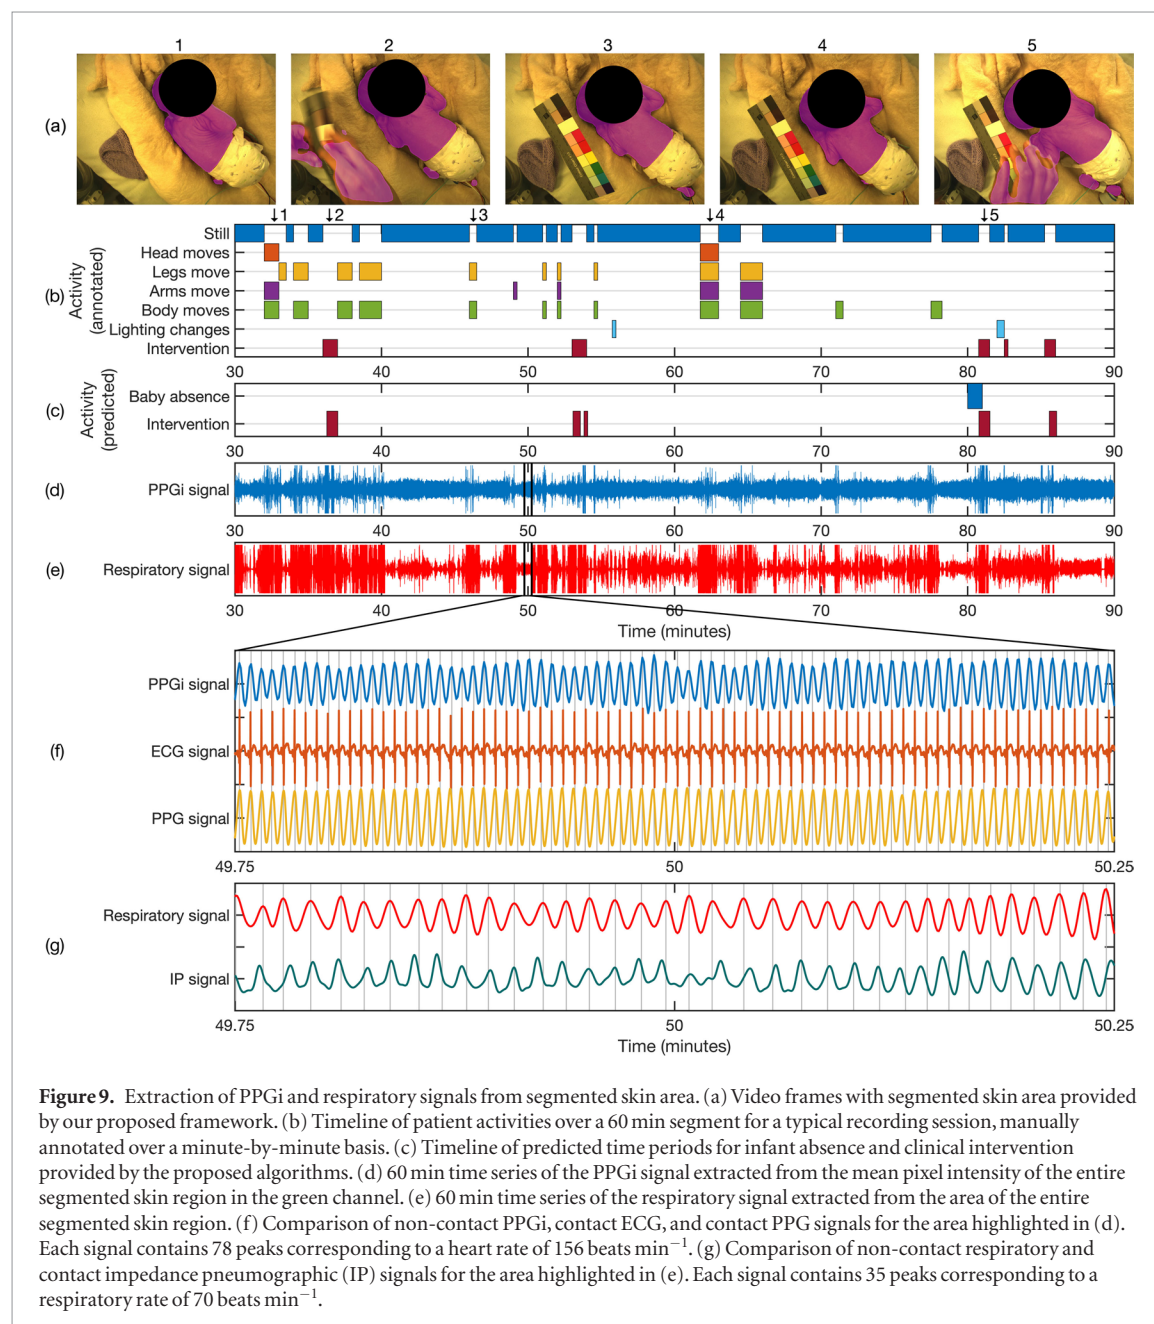 1 2 3 4 5
(a)
1 2 3 4 5
Still
Head moves
Legs move
Arms move
Body moves
Lighting changes
Intervention
(b)
Activity
(annotated)
30 40 50 60 70 80 90
Baby absence
Intervention
(c)
Activity
(predicted)
30 40 50 60 70 80 90
(d) PPGi signal
30 40 50 60 70 80 90
(e) Respiratory signal
30 40 50 60 70 80 90
Time (minutes)
PPGi signal
(f) ECG signal
PPG signal
49.75 50 50.25
Respiratory signal
(g)
IP signal
49.75 50 50.25
Time (minutes)
Figure 9. Extraction of PPGi and respiratory signals from segmented skin area. (a) Video frames with segmented skin area provided
by our proposed framework. (b) Timeline of patient activities over a 60 min segment for a typical recording session, manually
annotated over a minute-by-minute basis. (c) Timeline of predicted time periods for infant absence and clinical intervention
provided by the proposed algorithms. (d) 60 min time series of the PPGi signal extracted from the mean pixel intensity of the entire
segmented skin region in the green channel. (e) 60 min time series of the respiratory signal extracted from the area of the entire
segmented skin region. (f) Comparison of non-contact PPGi, contact ECG, and contact PPG signals for the area highlighted in (d).
Each signal contains 78 peaks corresponding to a heart rate of 156 beats min⁻¹. (g) Comparison of non-contact respiratory and
contact impedance pneumographic (IP) signals for the area highlighted in (e). Each signal contains 35 peaks corresponding to a
respiratory rate of 70 beats min⁻¹.